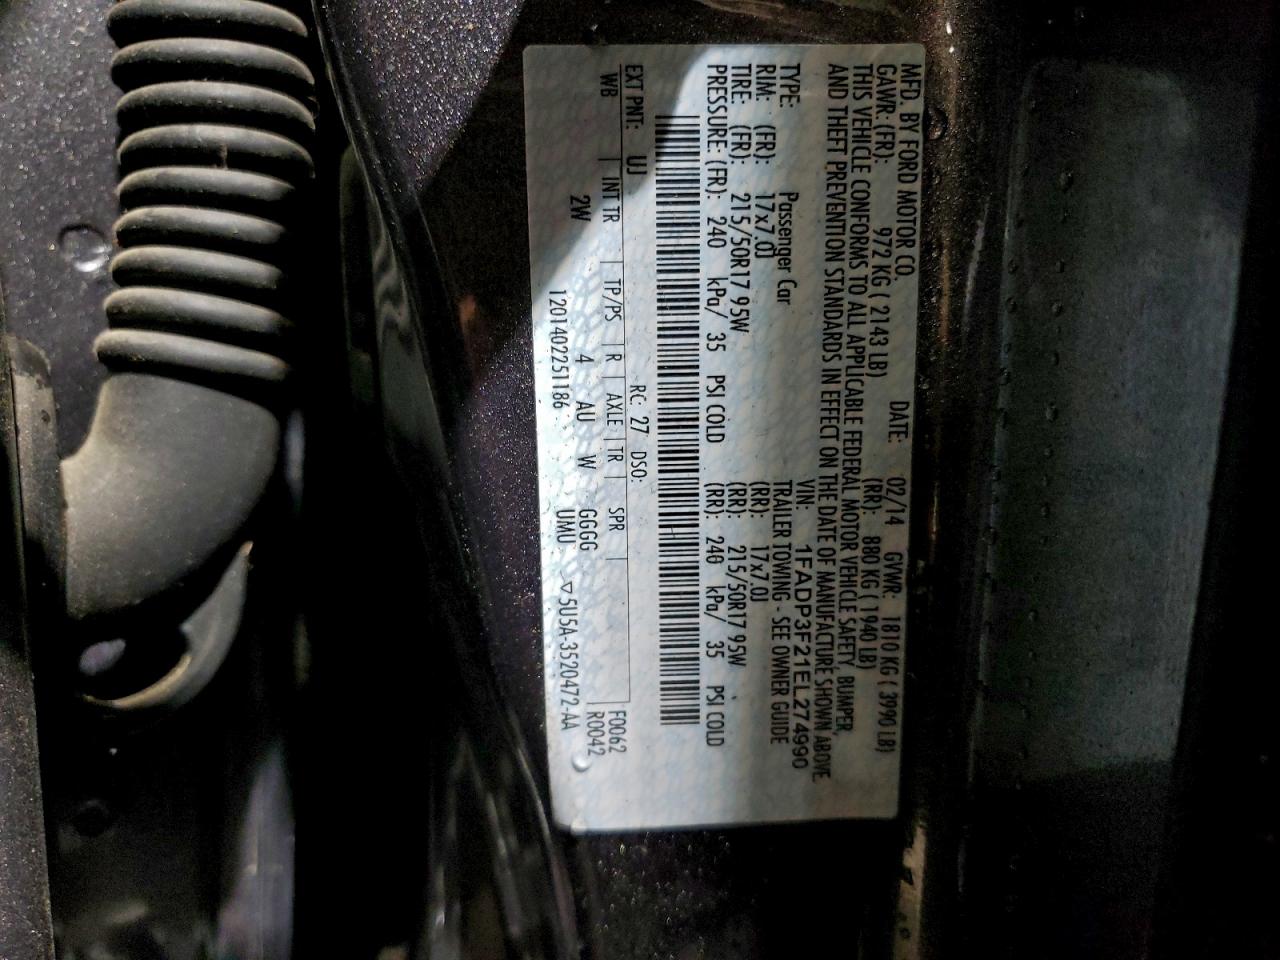 MFD. BY FORD MOTOR CO.
DATE: 02/14 GVWR: 1810 KG ( 3990 LB)
GAWR: (FR): 972 KG ( 2143 LB) (RR): 880 KG ( 1940 LB)
THIS VEHICLE CONFORMS TO ALL APPLICABLE FEDERAL MOTOR VEHICLE SAFETY, BUMPER,
AND THEFT PREVENTION STANDARDS IN EFFECT ON THE DATE OF MANUFACTURE SHOWN ABOVE.
VIN: 1FADP3F21EL274990
TYPE: Passenger Car TRAILER TOWING - SEE OWNER GUIDE
RIM: (FR): 17x7.0J (RR): 17x7.0J
TIRE: (FR): 215/50R17 95W (RR): 215/50R17 95W
PRESSURE: (FR): 240 kPa/ 35 PSI COLD (RR): 240 kPa/ 35 PSI COLD
EXT PNT: UJ RC: 27 DSO: F0062
WB INT TR TP/PS R AXLE TR SPR R0042
2W 4 AU W GGGG
UMU
1201402251186 ▽5U5A-3520472-AA